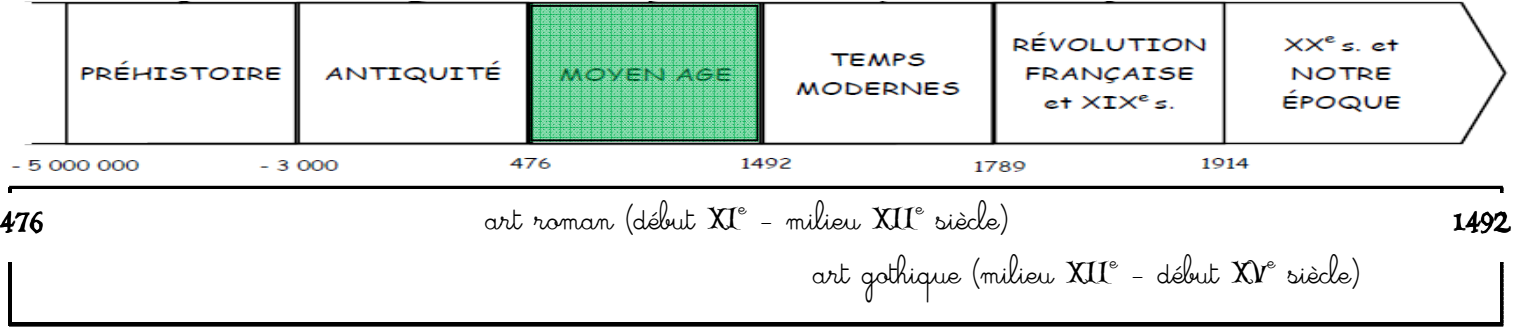 PRÉHISTOIRE
ANTIQUITÉ
MOYEN AGE
TEMPS
MODERNES
RÉVOLUTION
FRANÇAISE
et XIXe s.
XXe s. et
NOTRE
ÉPOQUE
- 5 000 000
- 3 000
476
1492
1789
1914
476
art roman (début XIe - milieu XIIe siècle)
1492
art gothique (milieu XIIe - début XVe siècle)